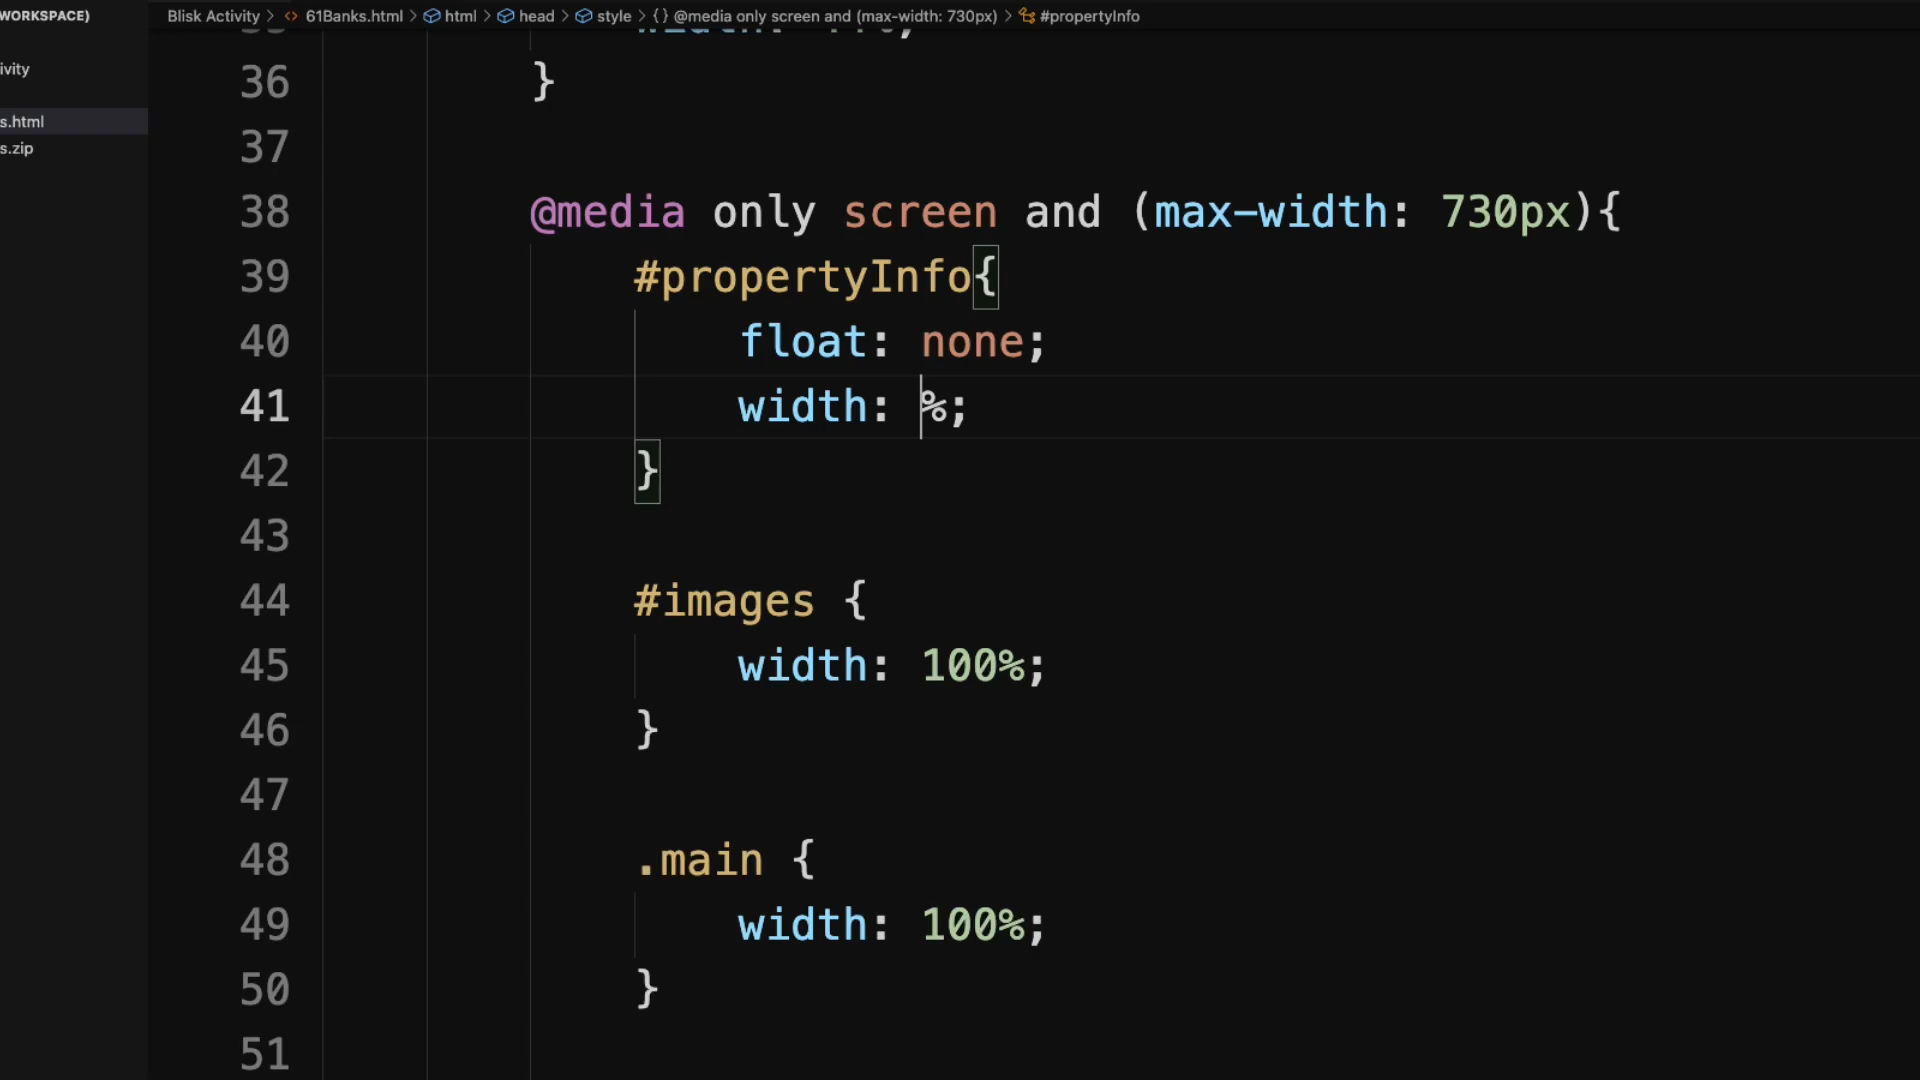 WORKSPACE)
Blisk Activity > <> 61Banks.html > html > head > style > {} @media only screen and (max-width: 730px) > #propertyInfo
ivity
s.html
s.zip
36 }
37
38 @media only screen and (max-width: 730px){
39 #propertyInfo{
40 float: none;
41 width: %;
42 }
43
44 #images {
45 width: 100%;
46 }
47
48 .main {
49 width: 100%;
50 }
51